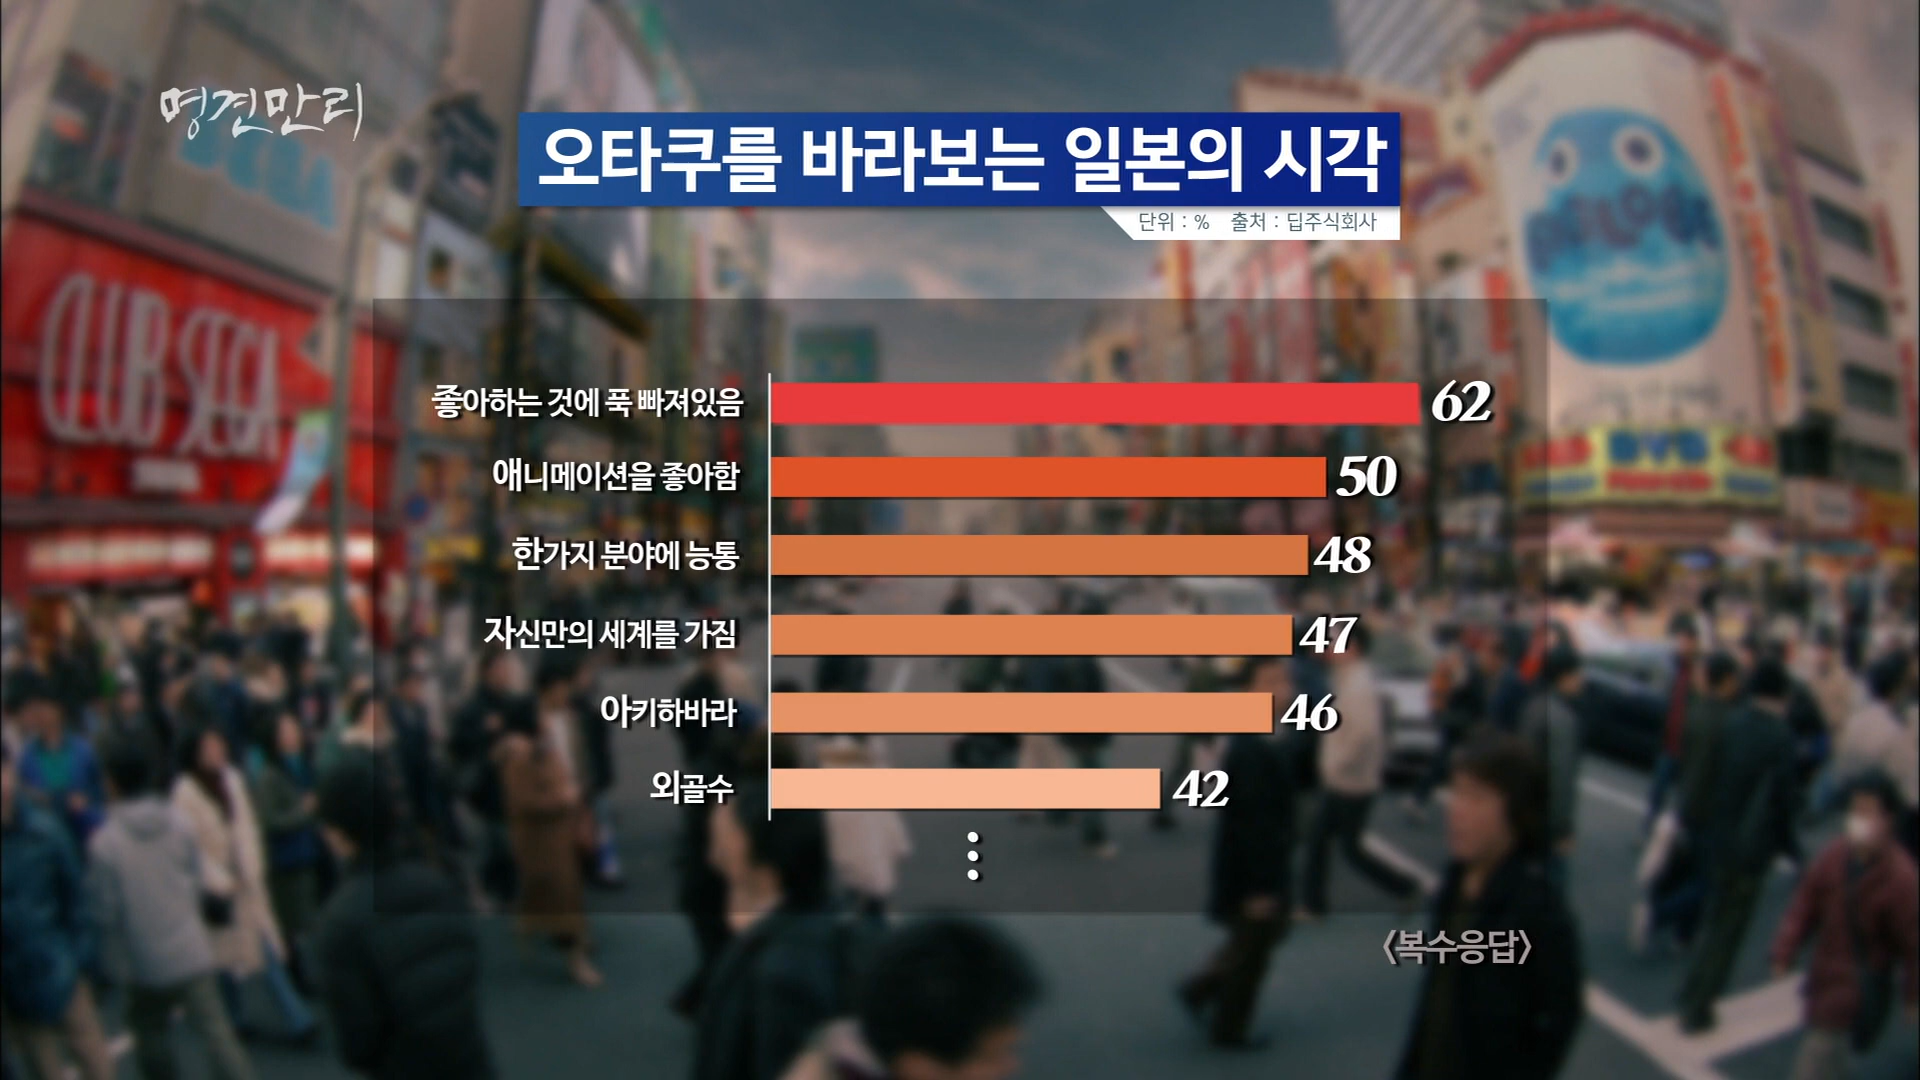 명견만리
오타쿠를 바라보는 일본의 시각
단위 : % 출처 : 딥주식회사
좋아하는 것에 푹 빠져있음 62
애니메이션을 좋아함 50
한가지 분야에 능통 48
자신만의 세계를 가짐 47
아키하바라 46
외골수 42
⋮
〈복수응답〉
CLUB SEGA
SEGA